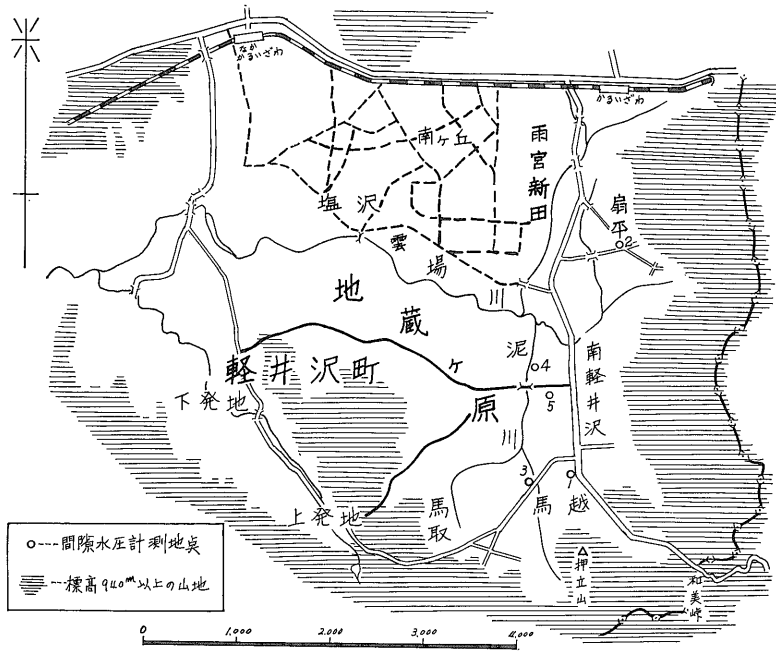 なか
かるいざわ
かるいざわ
南ヶ丘
雨宮新田
塩沢
扇平
2
雲場川
地蔵ヶ原
泥川
4
軽井沢町
南軽井沢
下発地
5
3
上発地
馬取
馬越
押立山
和美峠
o---間隙水圧計測地点
---標高940m以上の山地
0 1,000 2,000 3,000 4,000